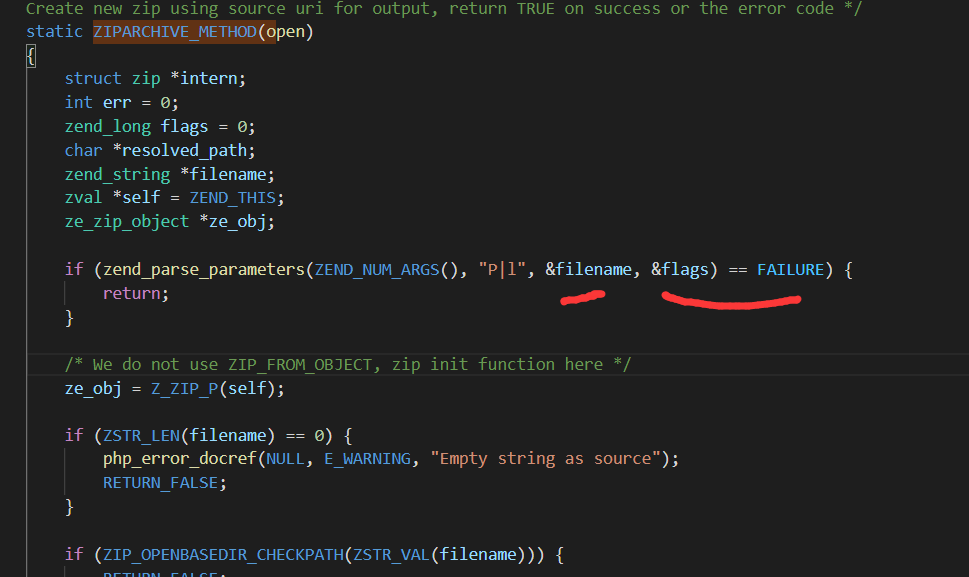 Create new zip using source uri for output, return TRUE on success or the error code */
static ZIPARCHIVE_METHOD(open)
{
struct zip *intern;
int err = 0;
zend_long flags = 0;
char *resolved_path;
zend_string *filename;
zval *self = ZEND_THIS;
ze_zip_object *ze_obj;
if (zend_parse_parameters(ZEND_NUM_ARGS(), "P|l", &filename, &flags) == FAILURE) {
return;
}
/* We do not use ZIP_FROM_OBJECT, zip init function here */
ze_obj = Z_ZIP_P(self);
if (ZSTR_LEN(filename) == 0) {
php_error_docref(NULL, E_WARNING, "Empty string as source");
RETURN_FALSE;
}
if (ZIP_OPENBASEDIR_CHECKPATH(ZSTR_VAL(filename))) {
RETURN_FALSE;